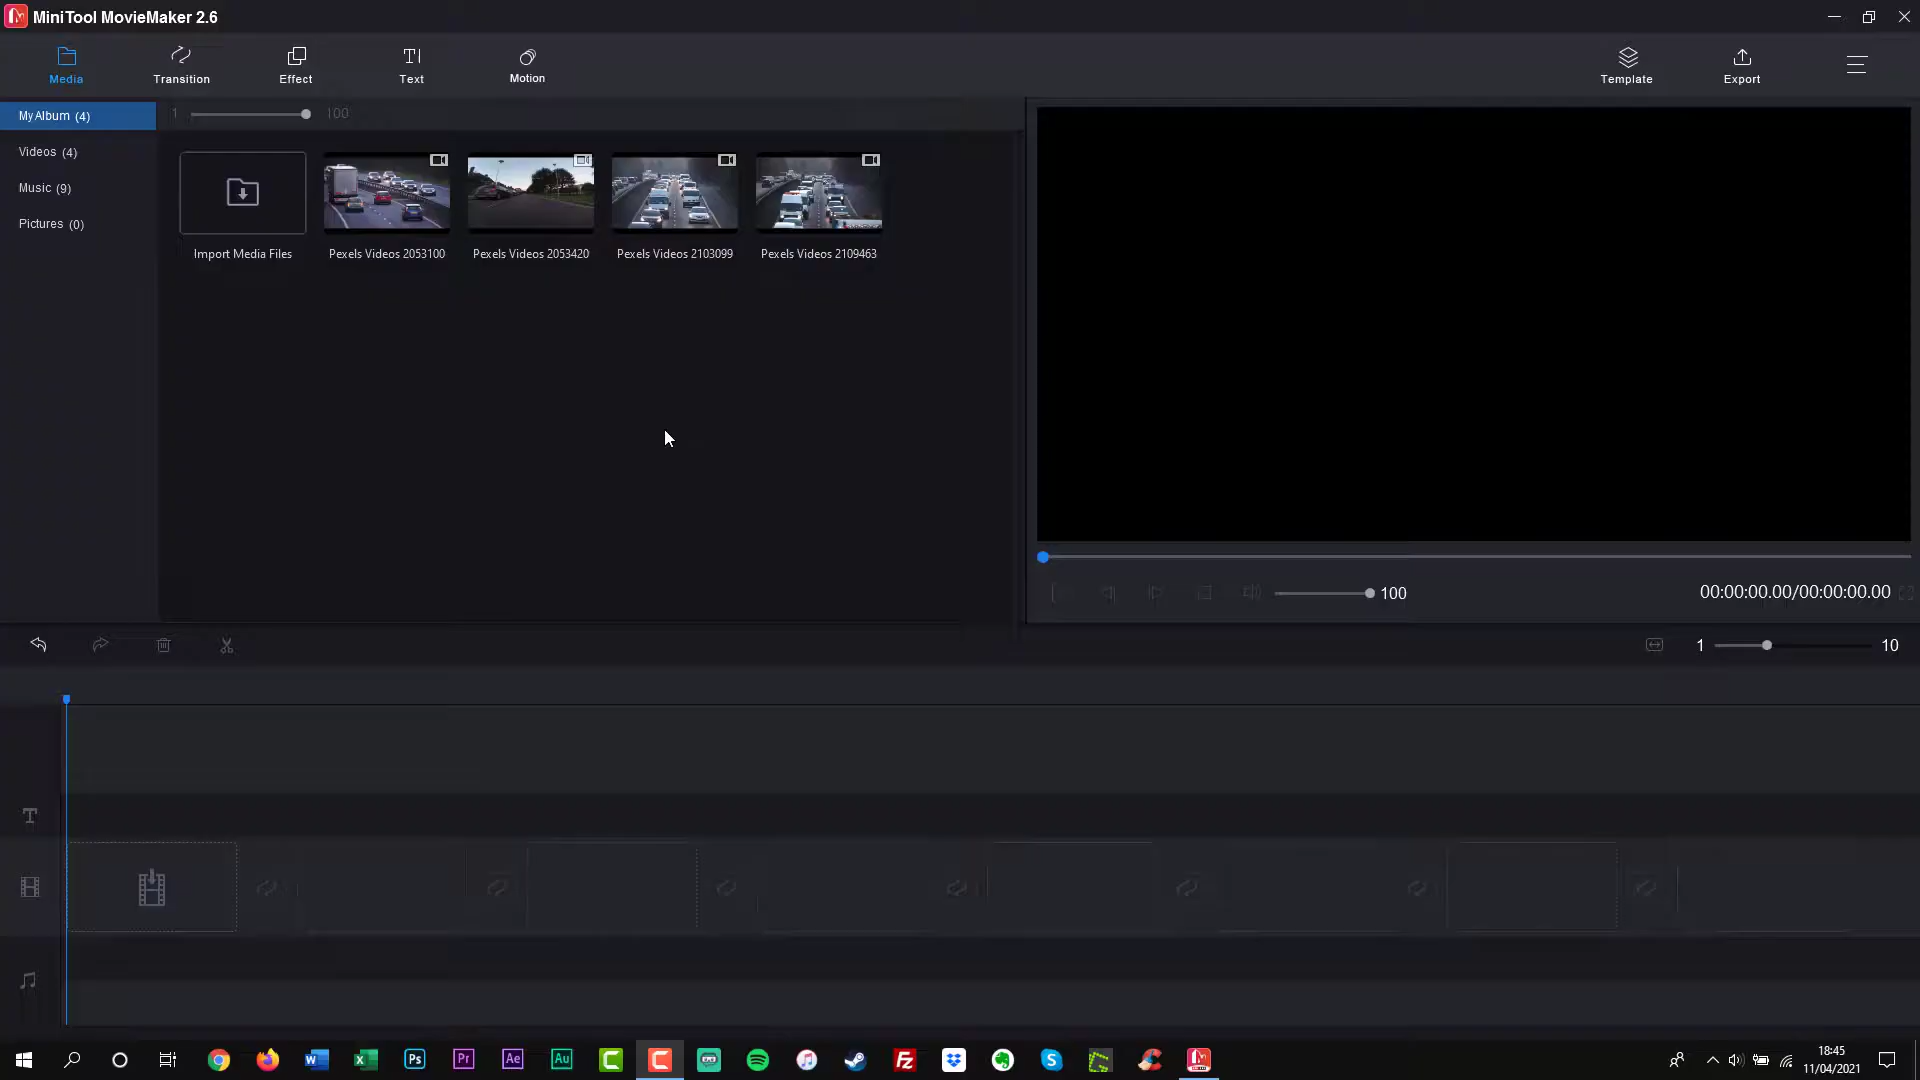 MiniTool MovieMaker 2.6
Media
Transition
Effect
Text
Motion
Template
Export
My Album (4)
1
100
Videos (4)
Music (9)
Pictures (0)
Import Media Files
Pexels Videos 2053100
Pexels Videos 2053420
Pexels Videos 2103099
Pexels Videos 2109463
100
00:00:00.00/00:00:00.00
1
10
18:45
11/04/2021